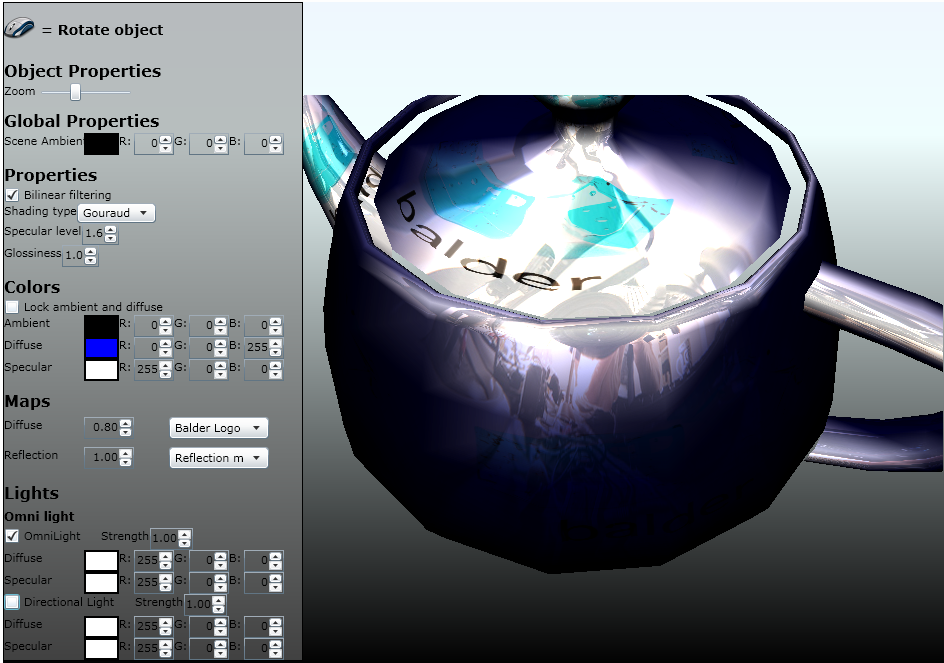 = Rotate object
Object Properties
Zoom
Global Properties
Scene Ambien R: 0 G: 0 B: 0
Properties
Bilinear filtering
Shading type Gouraud
Specular level 1.6
Glossiness 1.0
Colors
Lock ambient and diffuse
Ambient R: 0 G: 0 B: 0
Diffuse R: 0 G: 0 B: 255
Specular R: 255 G: 0 B: 0
Maps
Diffuse 0.80 Balder Logo
Reflection 1.00 Reflection m
Lights
Omni light
OmniLight Strength 1.00
Diffuse R: 255 G: 0 B: 0
Specular R: 255 G: 0 B: 0
Directional Light Strength 1.00
Diffuse R: 255 G: 0 B: 0
Specular R: 255 G: 0 B: 0
balder